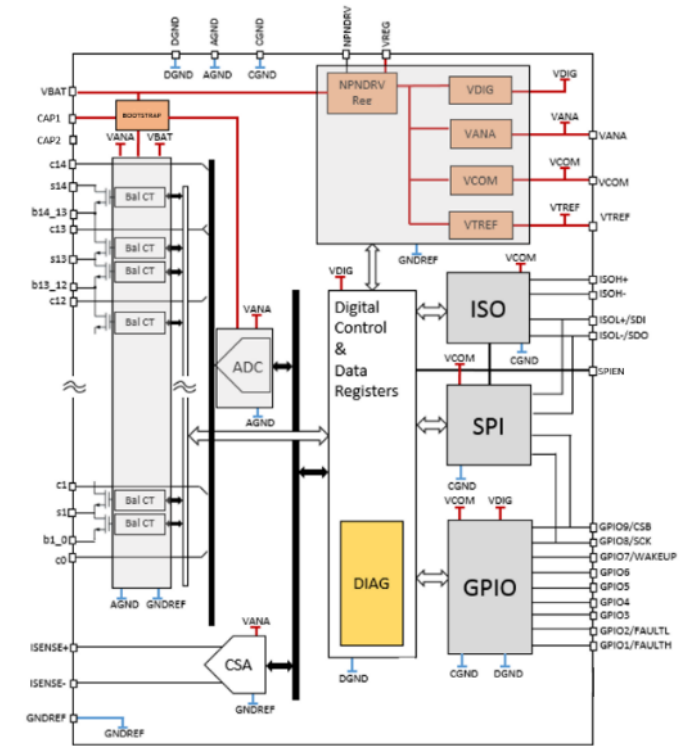 DGND
AGND
CGND
NPNDRV
VREG
DGND
AGND
CGND
VBAT
CAP1
CAP2
BOOTSTRAP
VANA
VBAT
NPNDRV
Ree
VDIG
VDIG
VANA
VANA
VANA
VCOM
VCOM
VCOM
VTREF
VTREF
VTREF
GNDREF
c14
s14
b14_13
c13
s13
b13_12
c12
Bal CT
Bal CT
Bal CT
Bal CT
VANA
ADC
AGND
VDIG
Digital
Control
&
Data
Registers
VCOM
ISO
CGND
ISOH+
ISOH-
ISOL+/SDI
ISOL-/SDO
SPIEN
VCOM
SPI
CGND
c1
s1
b1_0
c0
Bal CT
Bal CT
AGND
GNDREF
DIAG
DGND
VCOM
VDIG
GPIO
CGND
DGND
GPIO9/CSB
GPIO8/SCK
GPIO7/WAKEUP
GPIO6
GPIO5
GPIO4
GPIO3
GPIO2/FAULTL
GPIO1/FAULTH
ISENSE+
ISENSE-
VANA
CSA
GNDREF
GNDREF
GNDREF